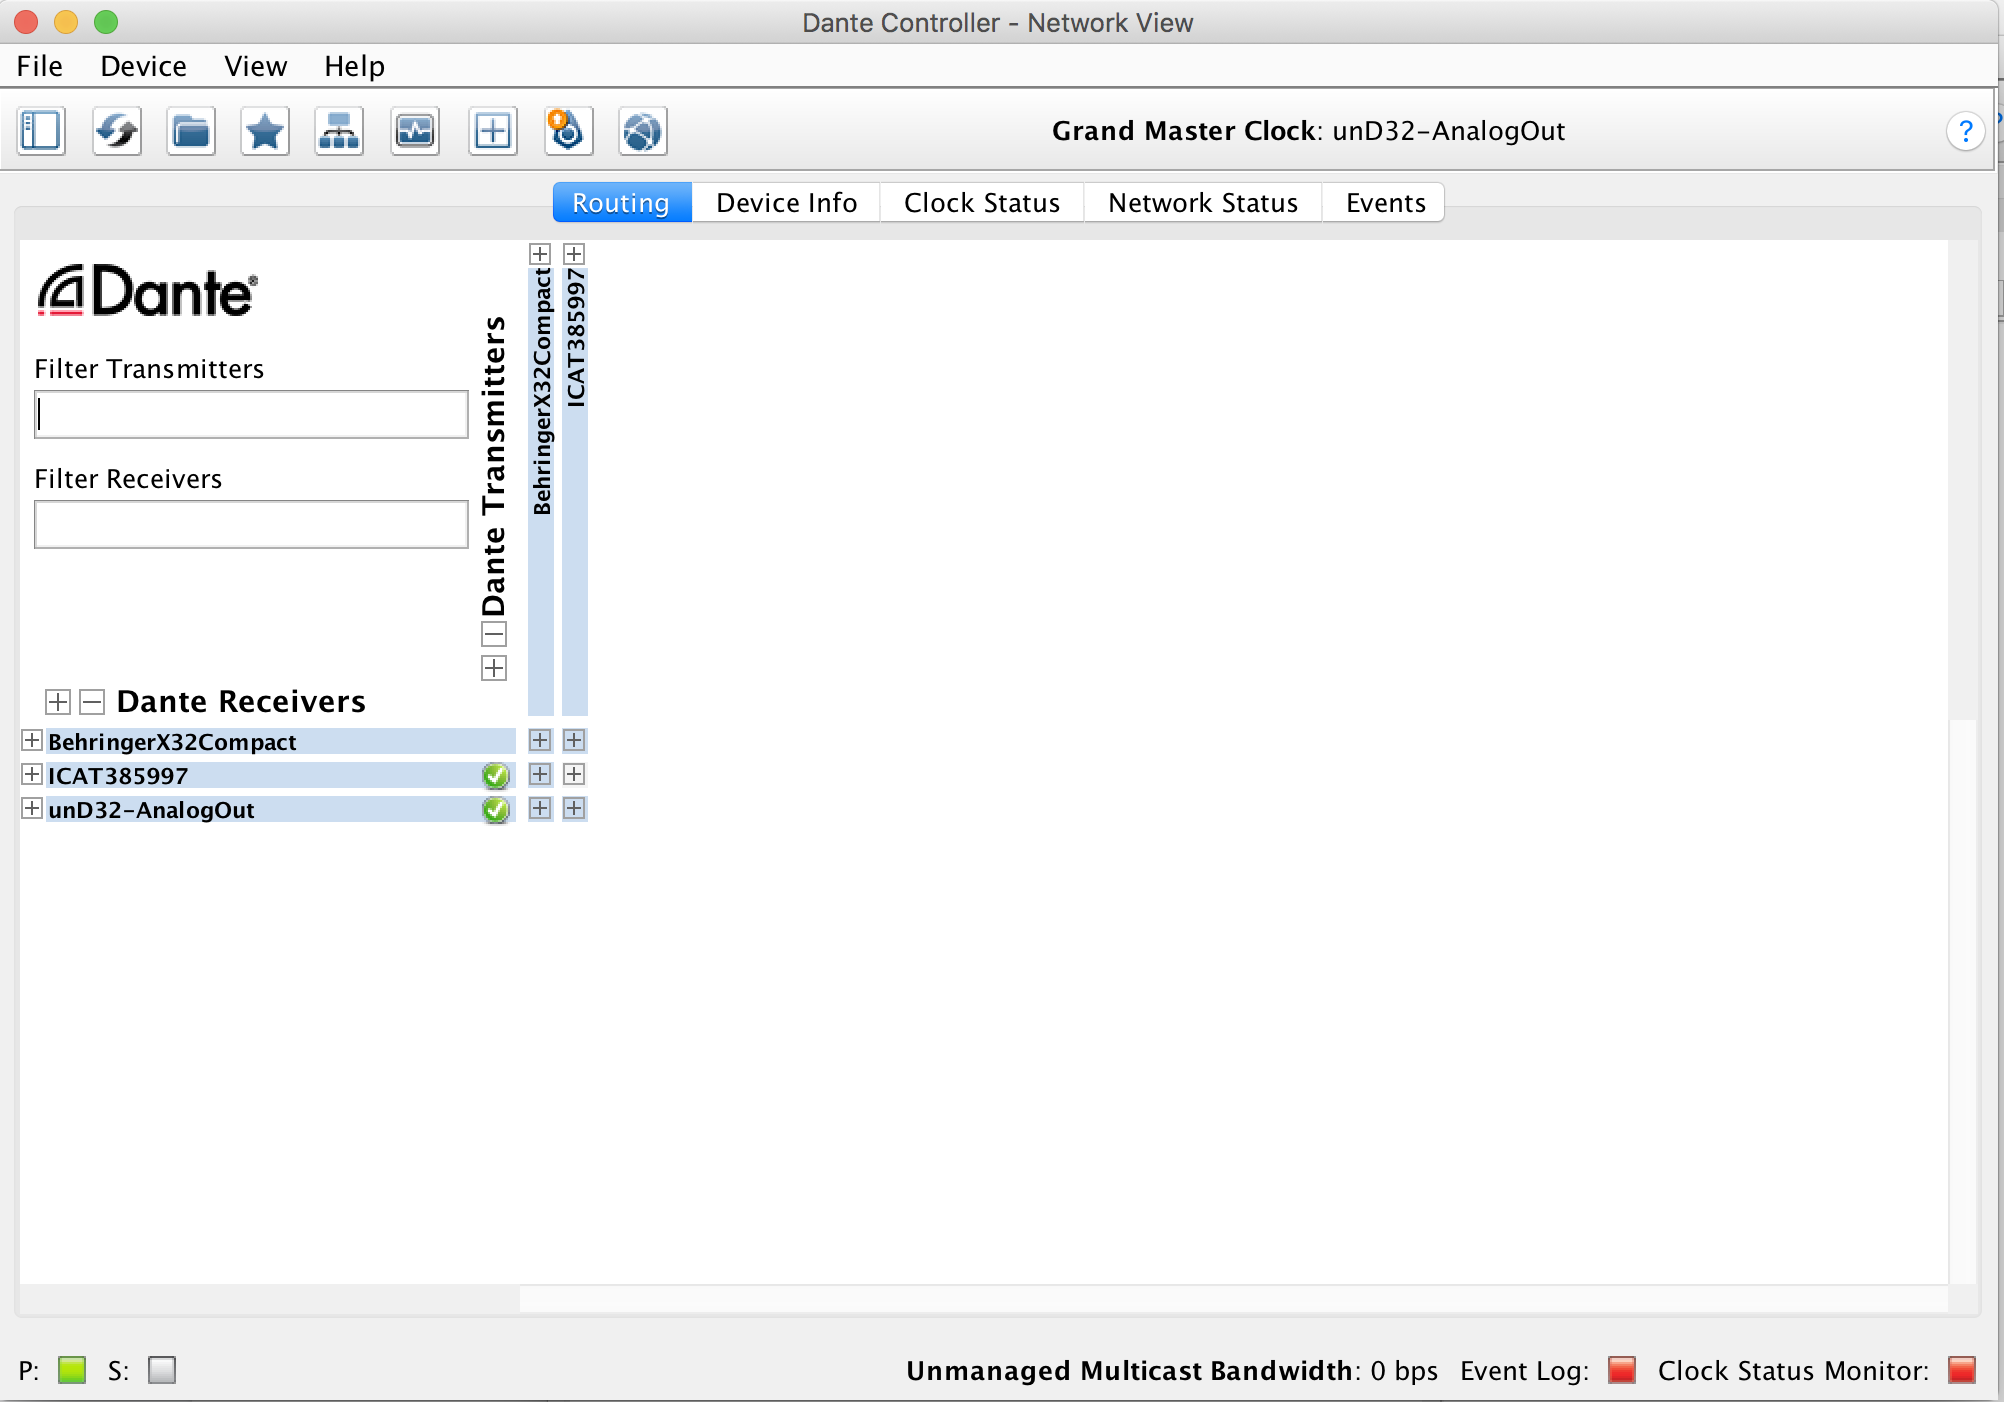 Dante Controller - Network View
File Device View Help
Grand Master Clock: unD32-AnalogOut
?
Routing Device Info Clock Status Network Status Events
Dante®
Filter Transmitters
Filter Receivers
Dante Transmitters
BehringerX32Compact
ICAT385997
Dante Receivers
BehringerX32Compact
ICAT385997
unD32-AnalogOut
P: S: Unmanaged Multicast Bandwidth: 0 bps Event Log: Clock Status Monitor: